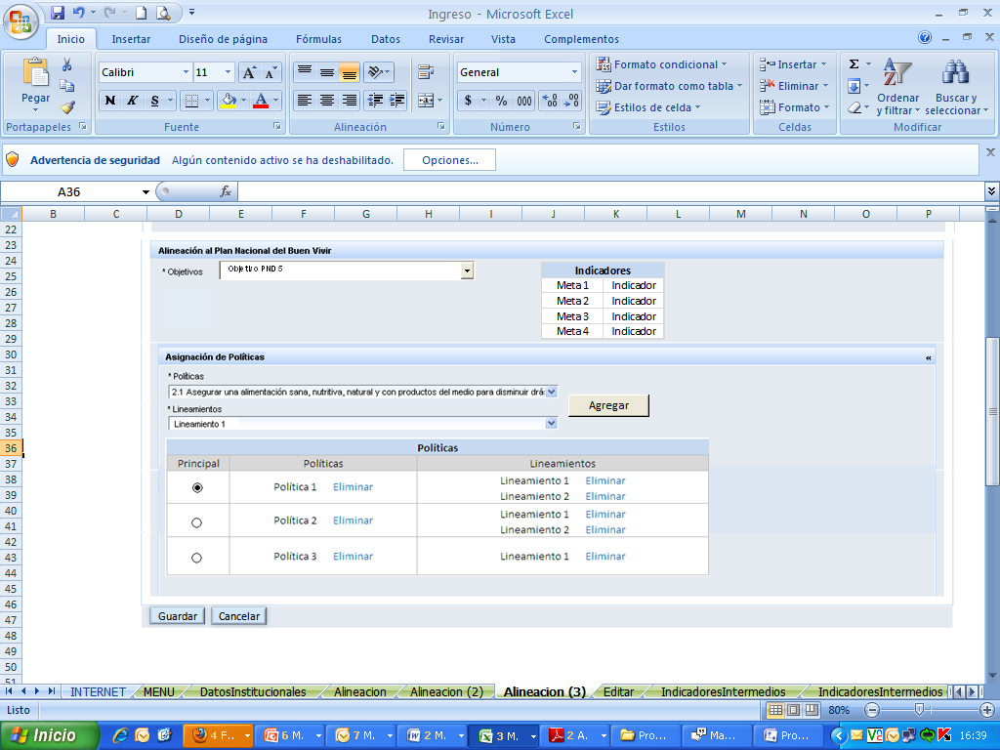 Ingreso - Microsoft Excel
Inicio Insertar Diseño de página Fórmulas Datos Revisar Vista Complementos
Pegar
Calibri 11
N K S
General
$ % 000
Formato condicional
Dar formato como tabla
Estilos de celda
Insertar
Eliminar
Formato
Σ
Ordenar y filtrar
Buscar y seleccionar
Portapapeles Fuente Alineación Número Estilos Celdas Modificar
Advertencia de seguridad Algún contenido activo se ha deshabilitado. Opciones...
A36 fx
B C D E F G H I J K L M N O P
22
23
24
25
26
27
28
29
30
31
32
33
34
35
36
37
38
39
40
41
42
43
44
45
46
47
48
49
50
51
Alineación al Plan Nacional del Buen Vivir
* Objetivos Objetivo PND 5
Indicadores
Meta 1 Indicador
Meta 2 Indicador
Meta 3 Indicador
Meta 4 Indicador
Asignación de Políticas «
* Políticas
2.1 Asegurar una alimentación sana, nutritiva, natural y con productos del medio para disminuir drá
* Lineamientos
Lineamiento 1
Agregar
Políticas
Principal Políticas Lineamientos
Política 1 Eliminar
Lineamiento 1 Eliminar
Lineamiento 2 Eliminar
Política 2 Eliminar
Lineamiento 1 Eliminar
Lineamiento 2 Eliminar
Política 3 Eliminar
Lineamiento 1 Eliminar
Guardar Cancelar
INTERNET MENU DatosInstitucionales Alineacion Alineacion (2) Alineacion (3) Editar IndicadoresIntermedios IndicadoresIntermedios
Listo 80%
Inicio 4 F... 6 M... 7 M... 2 M... 3 M... 2 A... Pro... Ma... Pro... 16:39